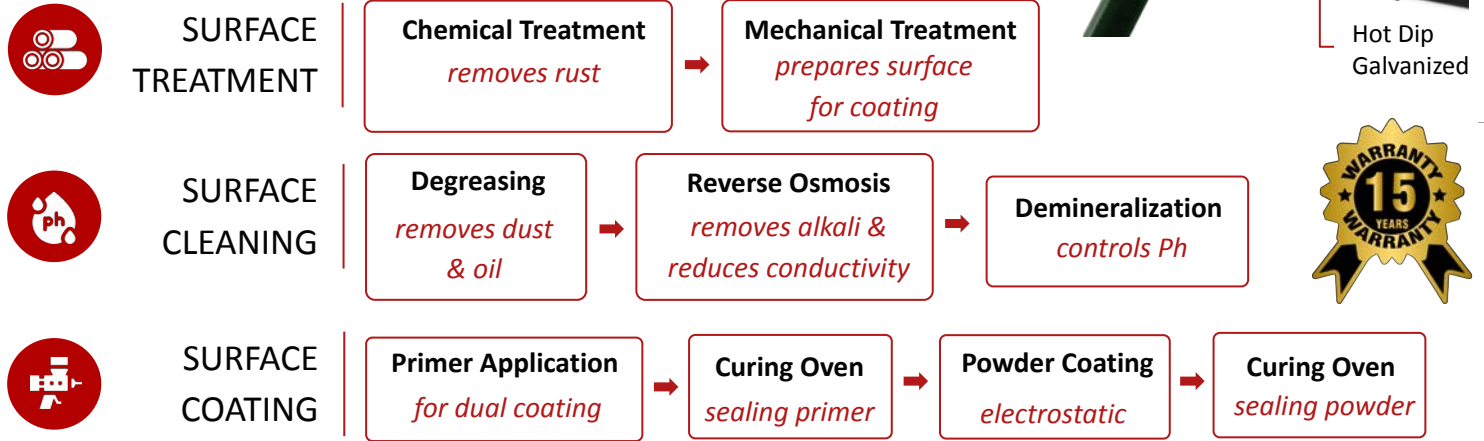 SURFACE
TREATMENT
Chemical Treatment
removes rust
Mechanical Treatment
prepares surface
for coating
Hot Dip
Galvanized
SURFACE
CLEANING
ph
Degreasing
removes dust
& oil
Reverse Osmosis
removes alkali &
reduces conductivity
Demineralization
controls Ph
WARRANTY
15
YEARS
WARRANTY
SURFACE
COATING
Primer Application
for dual coating
Curing Oven
sealing primer
Powder Coating
electrostatic
Curing Oven
sealing powder